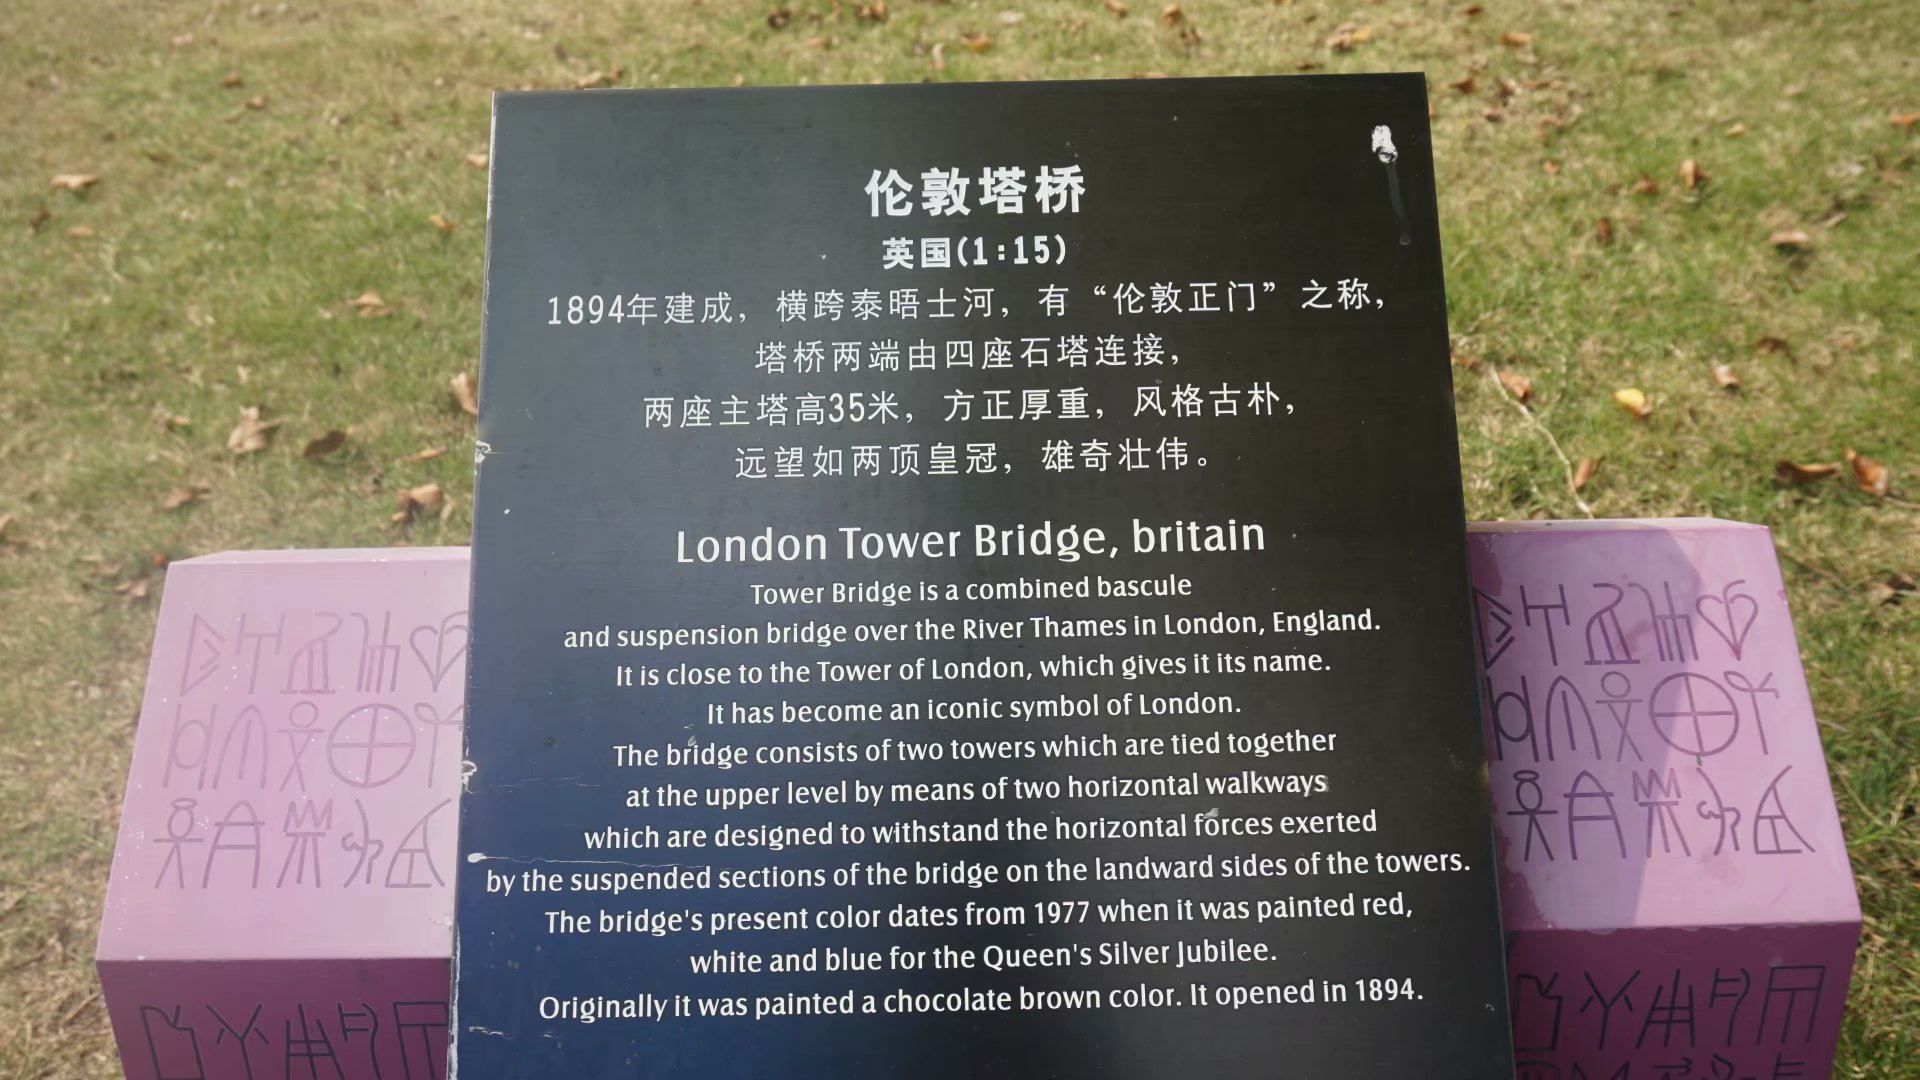 伦敦塔桥
英国(1:15)
1894年建成，横跨泰晤士河，有“伦敦正门”之称，
塔桥两端由四座石塔连接，
两座主塔高35米，方正厚重，风格古朴，
远望如两顶皇冠，雄奇壮伟。
London Tower Bridge, britain
Tower Bridge is a combined bascule
and suspension bridge over the River Thames in London, England.
It is close to the Tower of London, which gives it its name.
It has become an iconic symbol of London.
The bridge consists of two towers which are tied together
at the upper level by means of two horizontal walkways
which are designed to withstand the horizontal forces exerted
by the suspended sections of the bridge on the landward sides of the towers.
The bridge's present color dates from 1977 when it was painted red,
white and blue for the Queen's Silver Jubilee.
Originally it was painted a chocolate brown color. It opened in 1894.